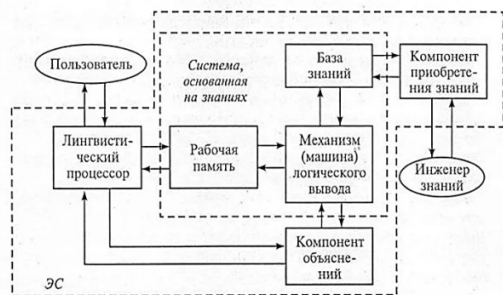 Пользователь
Система,
основанная
на знаниях
База
знаний
Компонент
приобрете-
ния знаний
Лингвисти-
ческий
процессор
Рабочая
память
Механизм
(машина)
логического
вывода
Инженер
знаний
Компонент
объясне-
ний
ЭС